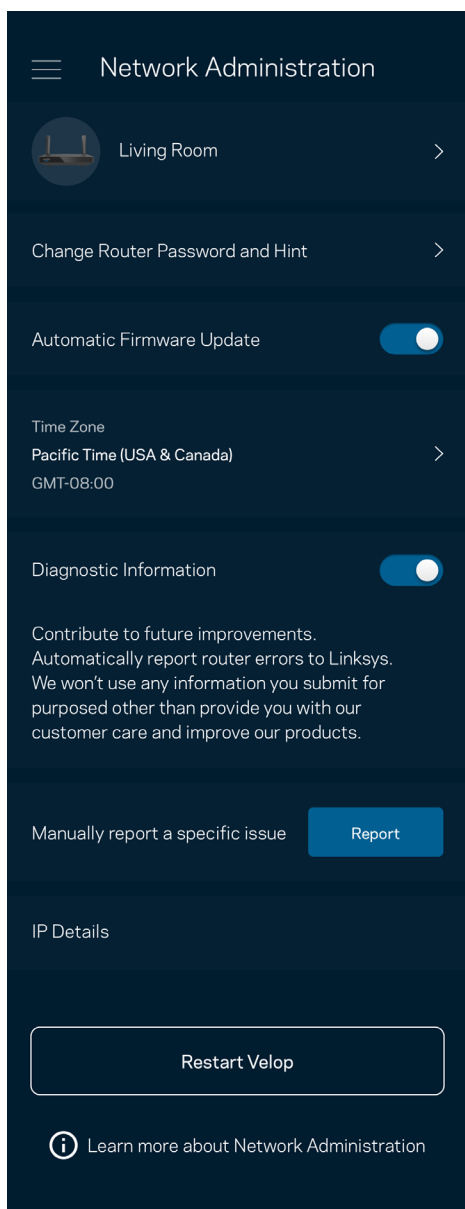 Network Administration
Living Room
Change Router Password and Hint
Automatic Firmware Update
Time Zone
Pacific Time (USA & Canada)
GMT-08:00
Diagnostic Information
Contribute to future improvements.
Automatically report router errors to Linksys.
We won't use any information you submit for
purposed other than provide you with our
customer care and improve our products.
Manually report a specific issue
Report
IP Details
Restart Velop
Learn more about Network Administration